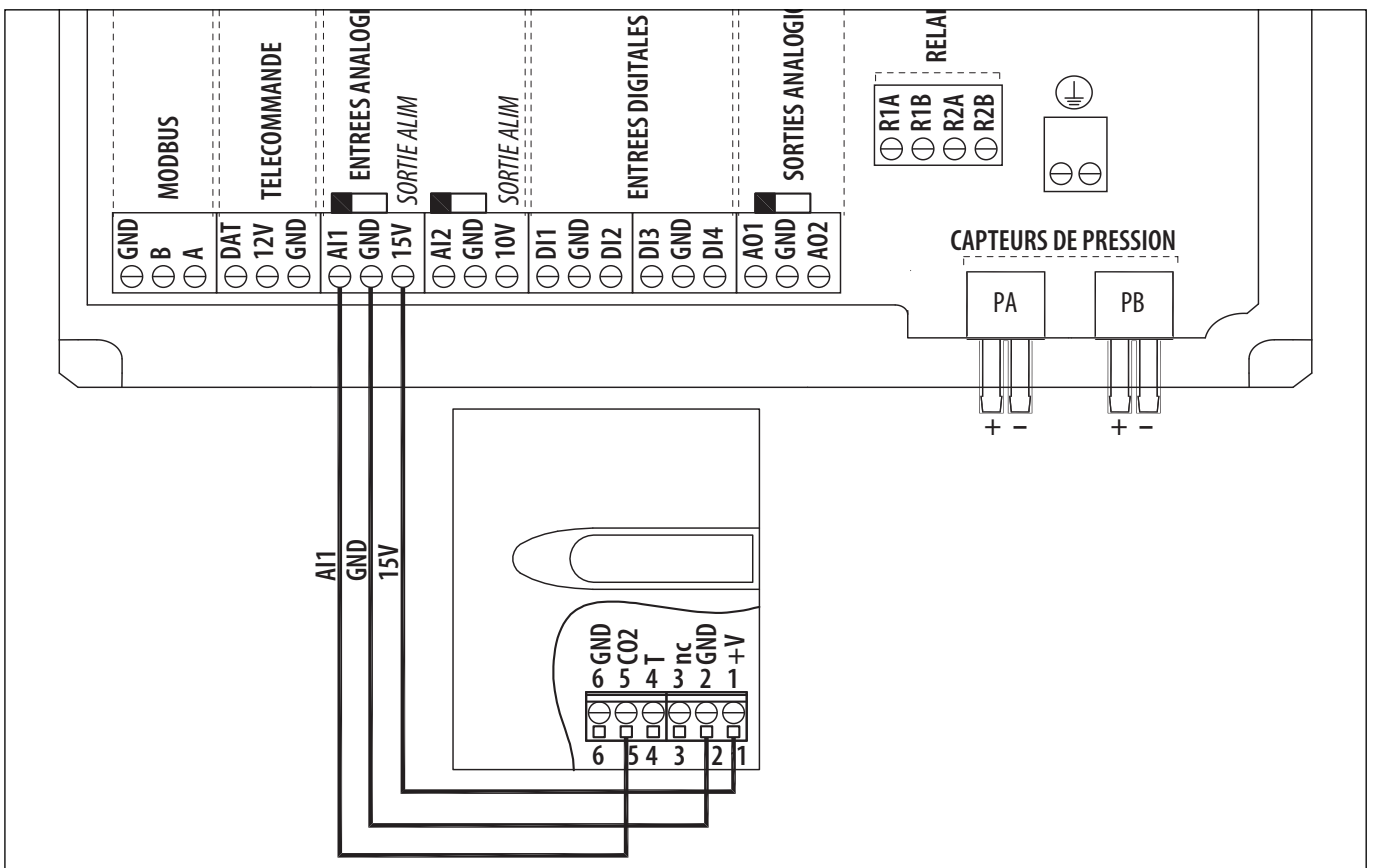 MODBUS
TELECOMMANDE
ENTREES ANALOGI
SORTIE ALIM
SORTIE ALIM
ENTRES DIGITALES
SORTIES ANALOGIC
RELA
R1A R1B R2A R2B
GND B A DAT 12V GND AI1 GND 15V AI2 GND 10V DI1 GND DI2 DI3 GND DI4 AO1 GND AO2
CAPTEURS DE PRESSION
PA PB
+ − + −
AI1 GND 15V
GND CO2 T nc GND +V
6 5 4 3 2 1
6 5 4 3 2 1